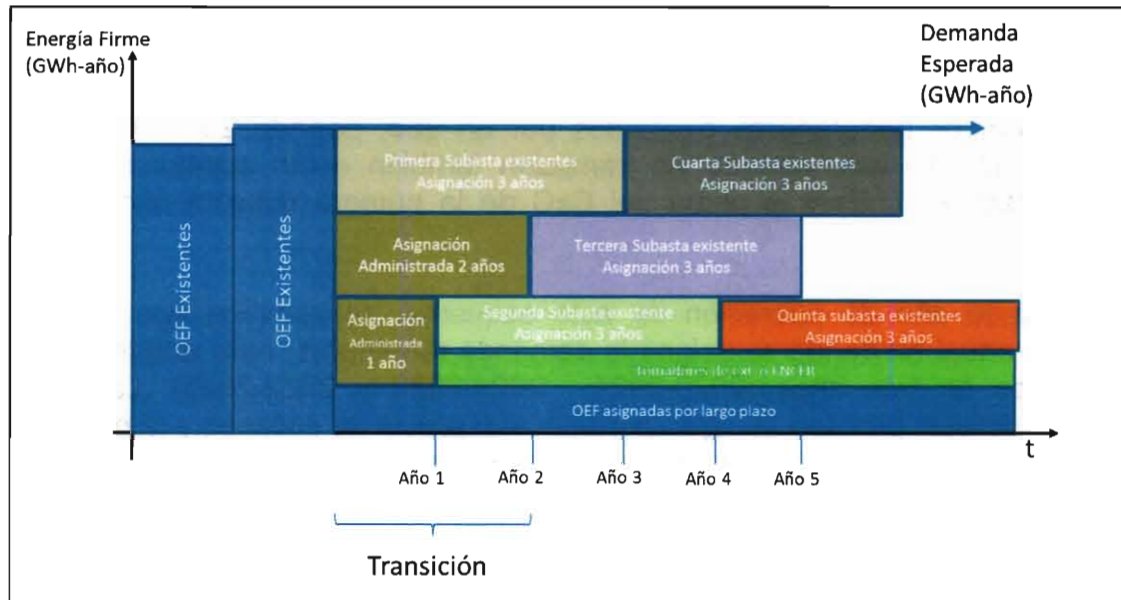 Energía Firme
(GWh-año)
Demanda
Esperada
(GWh-año)
OEF Existentes
OEF Existentes
Primera Subasta existentes
Asignación 3 años
Cuarta Subasta existentes
Asignación 3 años
Asignación
Administrada 2 años
Tercera Subasta existente
Asignación 3 años
Asignación
Administrada
1 año
Segunda Subasta existente
Asignación 3 años
Quinta subasta existentes
Asignación 3 años
Tomadores de
OEF asignadas por largo plazo
t
Año 1
Año 2
Año 3
Año 4
Año 5
Transición